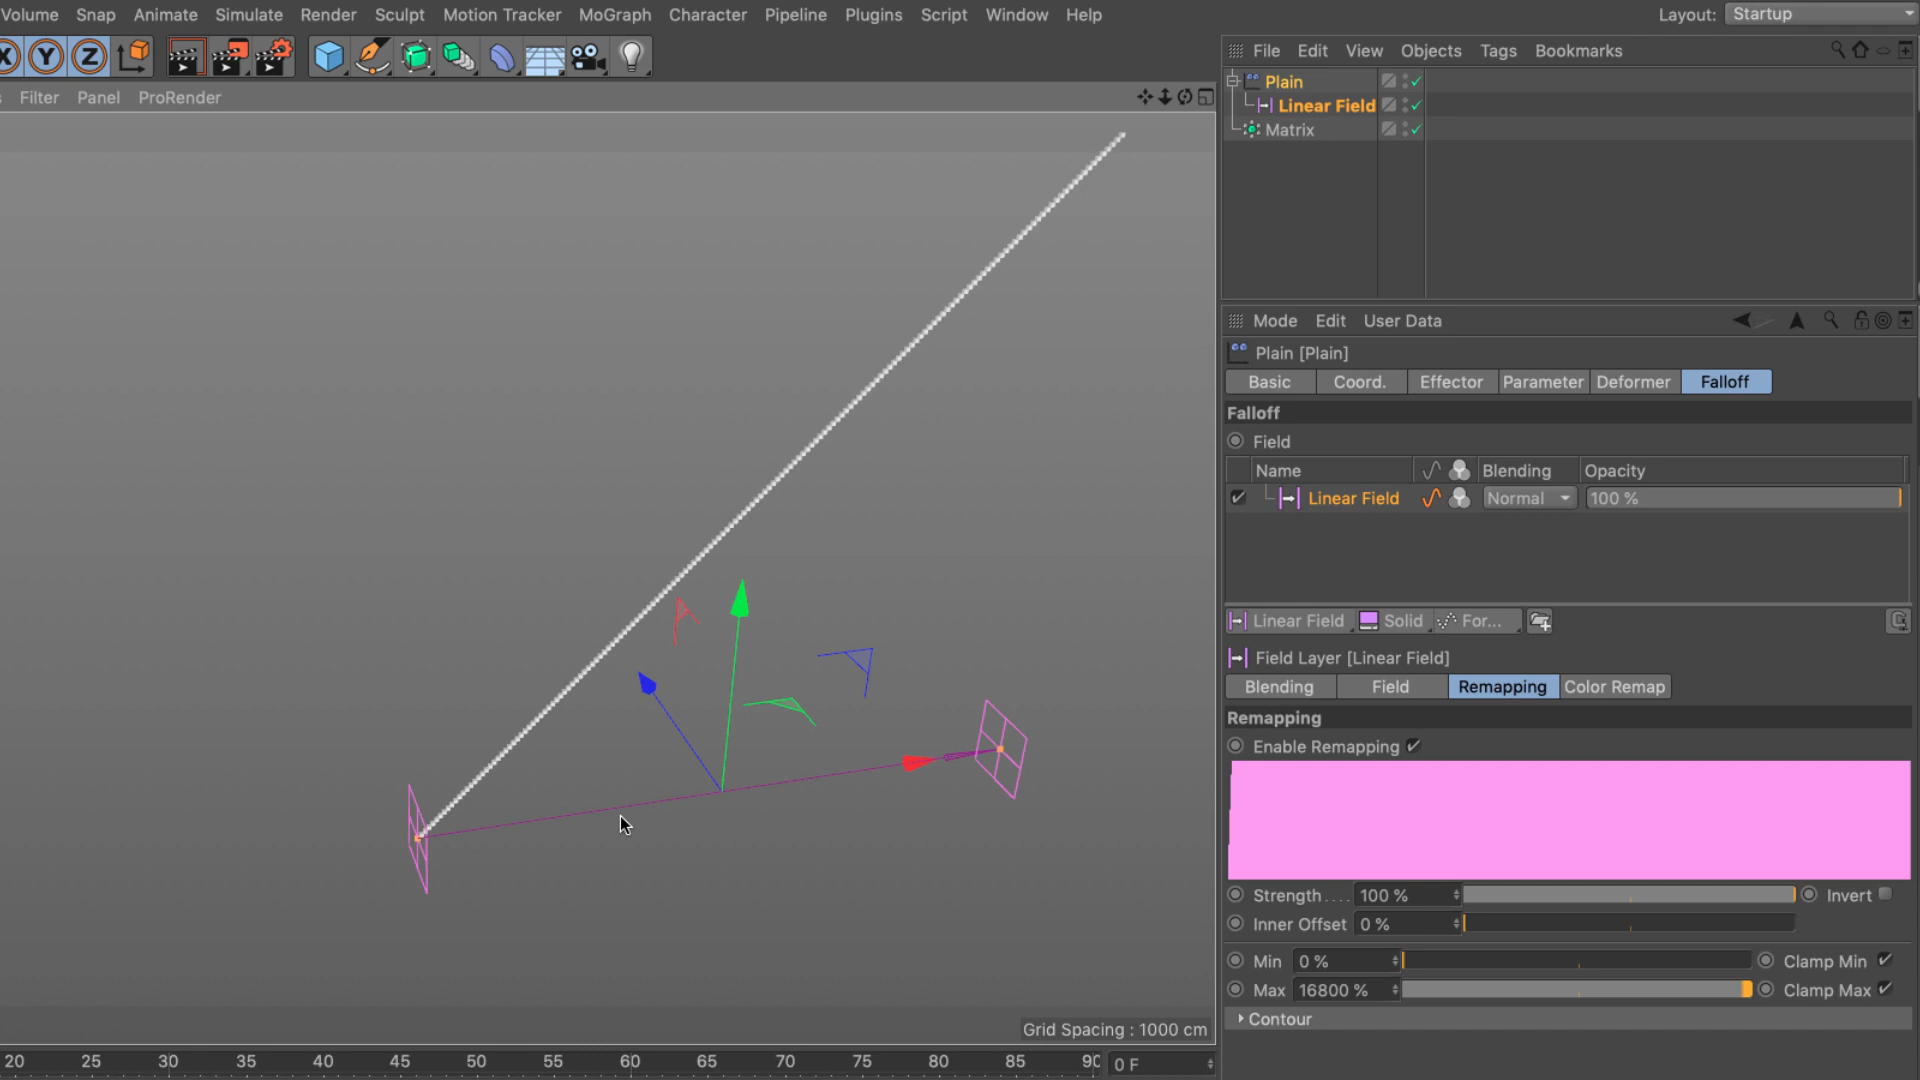 Volume Snap Animate Simulate Render Sculpt Motion Tracker MoGraph Character Pipeline Plugins Script Window Help
Layout: Startup
X Y Z
Filter Panel ProRender
File Edit View Objects Tags Bookmarks
Plain
Linear Field
Matrix
Mode Edit User Data
Plain [Plain]
Basic Coord. Effector Parameter Deformer Falloff
Falloff
Field
Name Blending Opacity
Linear Field Normal 100 %
Linear Field Solid For...
Field Layer [Linear Field]
Blending Field Remapping Color Remap
Remapping
Enable Remapping
Strength.... 100 % Invert
Inner Offset 0 %
Min 0 % Clamp Min
Max 16800 % Clamp Max
Contour
Grid Spacing : 1000 cm
20 25 30 35 40 45 50 55 60 65 70 75 80 85 90 0 F